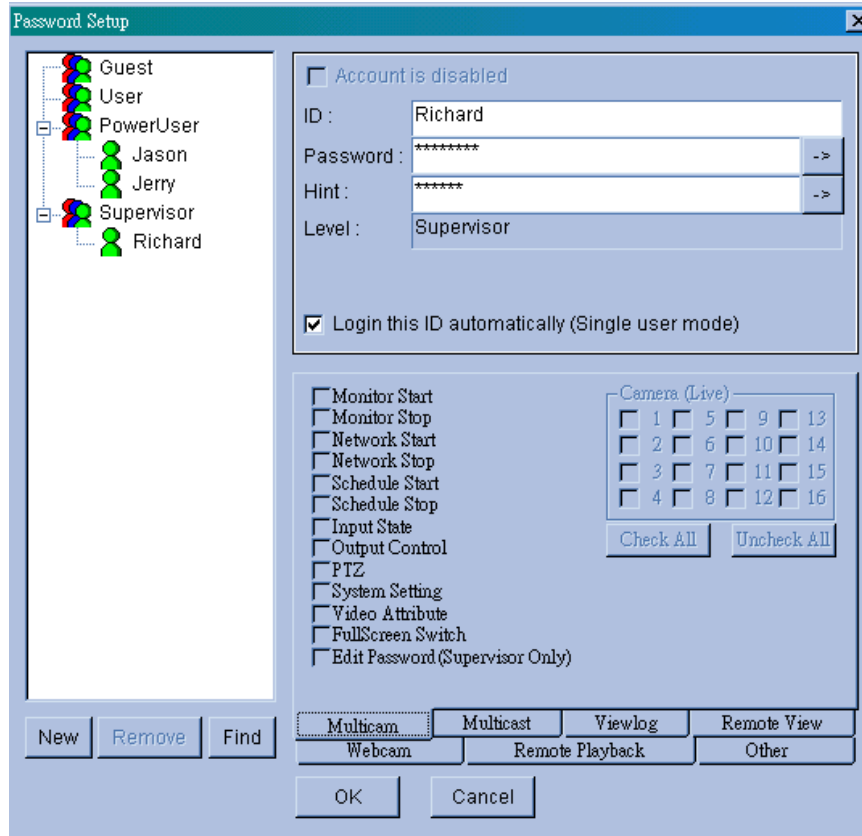 Password Setup
Guest
User
PowerUser
Jason
Jerry
Supervisor
Richard
New Remove Find
Account is disabled
ID : Richard
Password : ******** ->
Hint : ****** ->
Level : Supervisor
Login this ID automatically (Single user mode)
Monitor Start
Monitor Stop
Network Start
Network Stop
Schedule Start
Schedule Stop
Input State
Output Control
PTZ
System Setting
Video Attribute
FullScreen Switch
Edit Password(Supervisor Only)
Camera (Live)
1 5 9 13
2 6 10 14
3 7 11 15
4 8 12 16
Check All Uncheck All
Multicam Multicast Viewlog Remote View
Webcam Remote Playback Other
OK Cancel